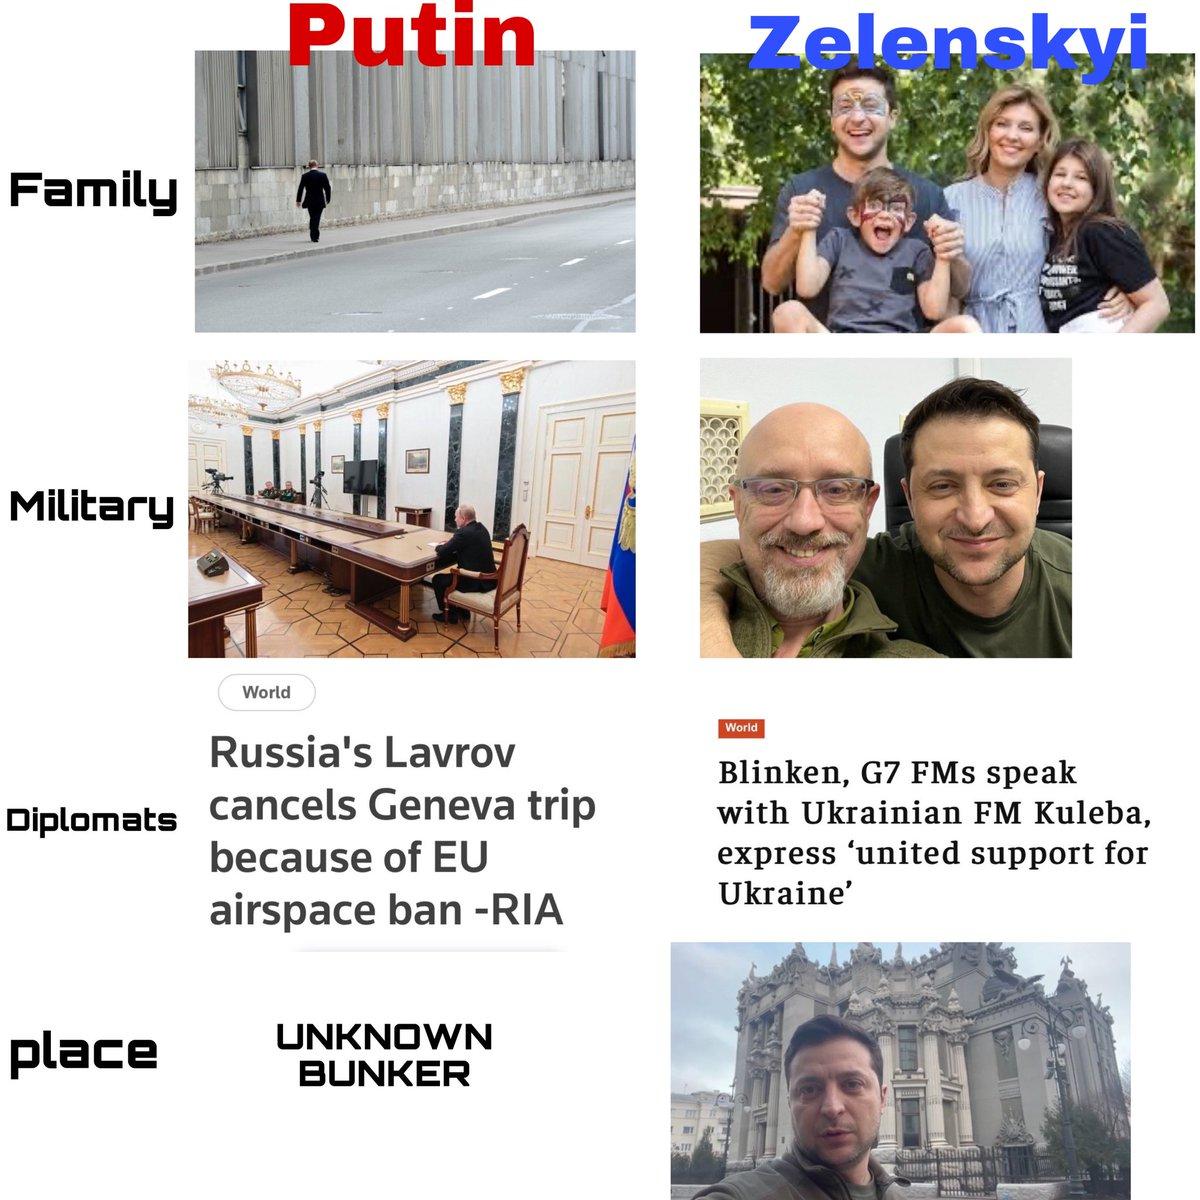 Putin
Zelenskyi
Family
Military
World
Russia's Lavrov
cancels Geneva trip
because of EU
airspace ban -RIA
World
Blinken, G7 FMs speak
with Ukrainian FM Kuleba,
express ‘united support for
Ukraine’
Diplomats
place
UNKNOWN
BUNKER